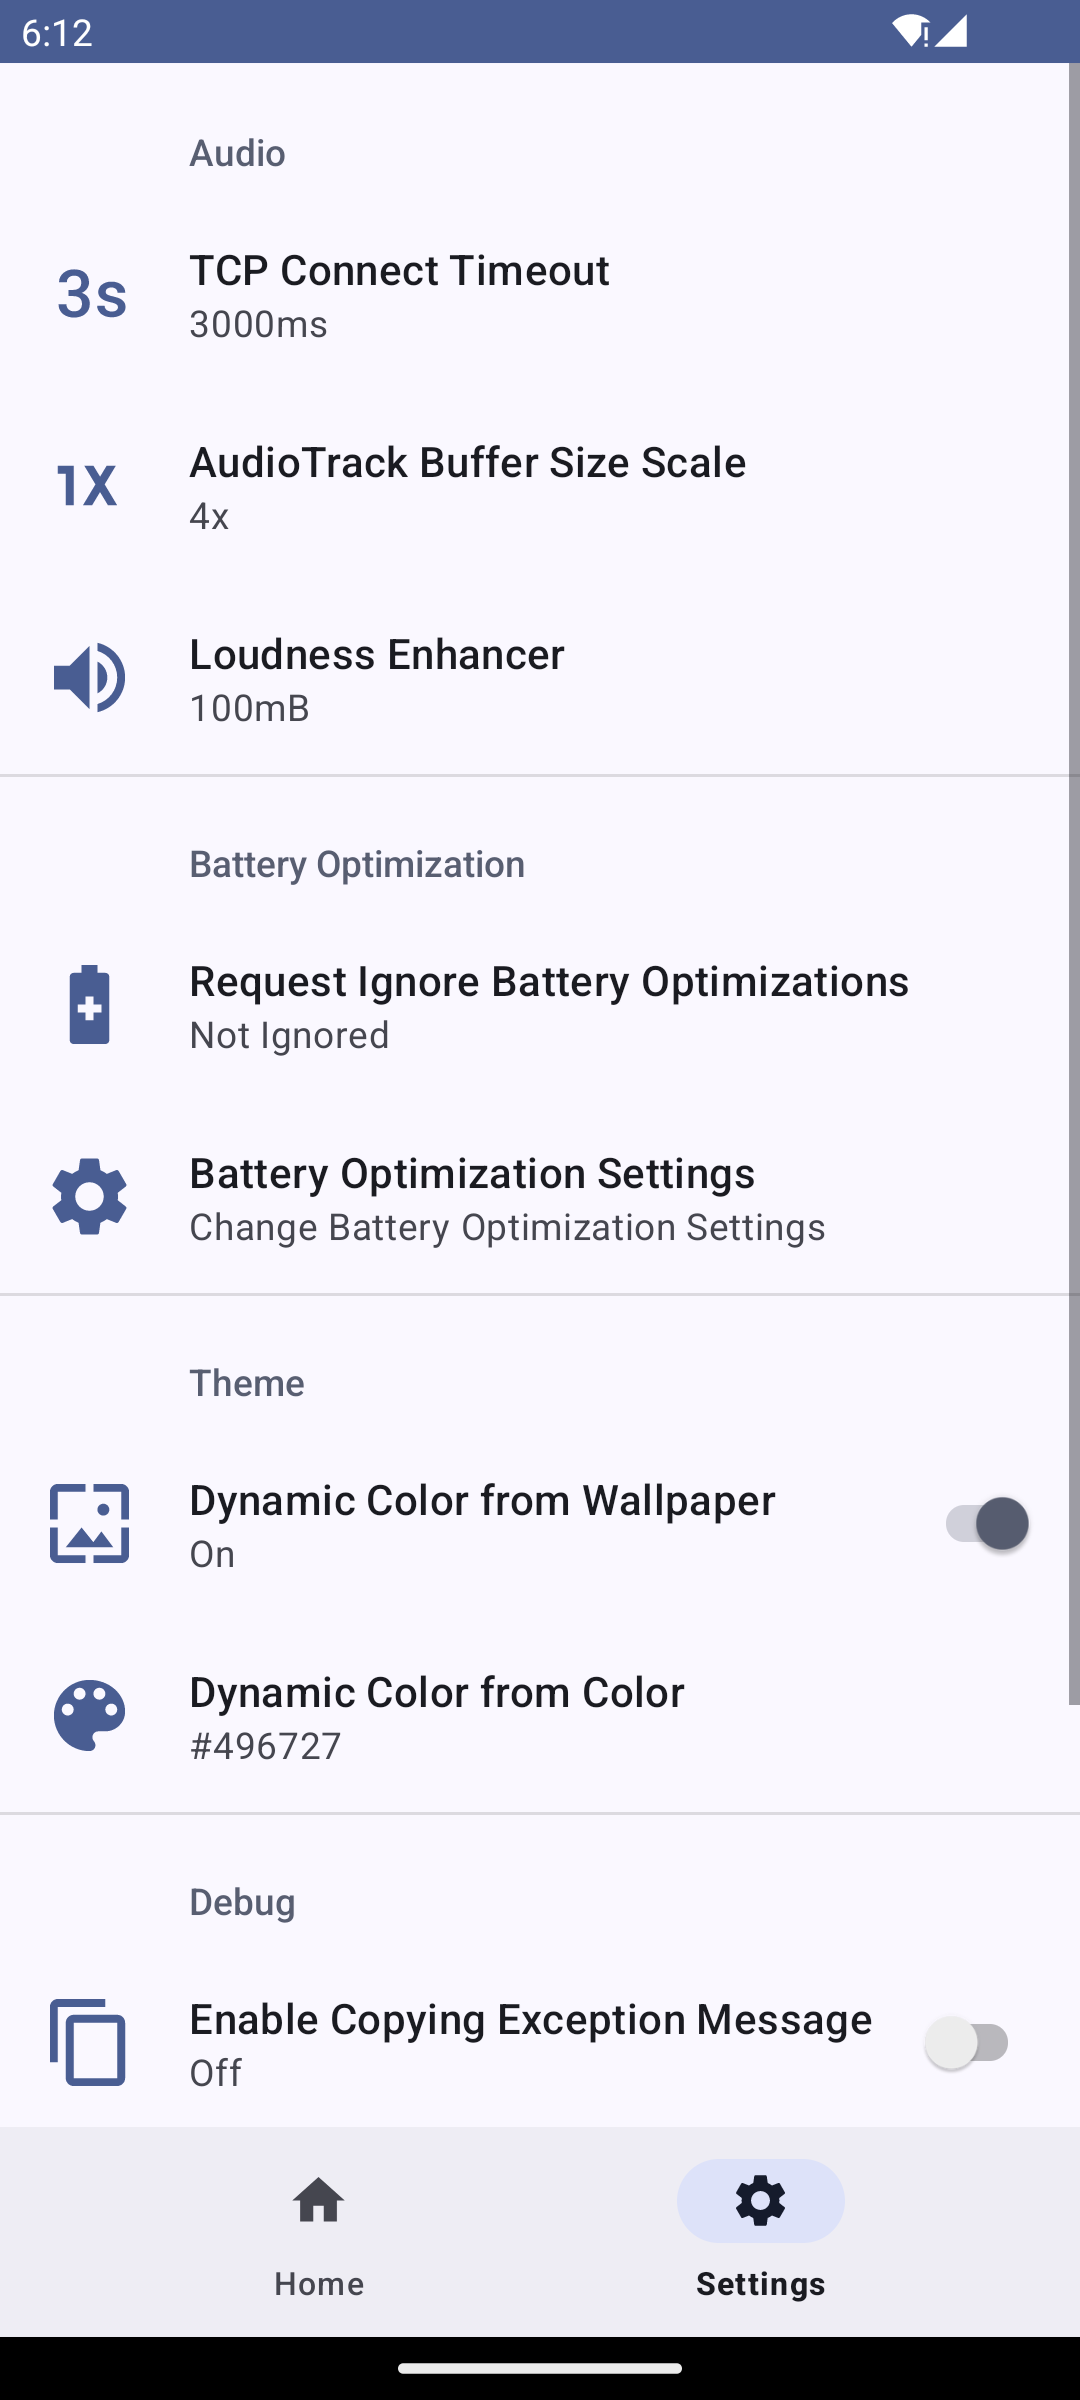 6:12
Audio
3s
TCP Connect Timeout
3000ms
1X
AudioTrack Buffer Size Scale
4x
Loudness Enhancer
100mB
Battery Optimization
Request Ignore Battery Optimizations
Not Ignored
Battery Optimization Settings
Change Battery Optimization Settings
Theme
Dynamic Color from Wallpaper
On
Dynamic Color from Color
#496727
Debug
Enable Copying Exception Message
Off
Home
Settings